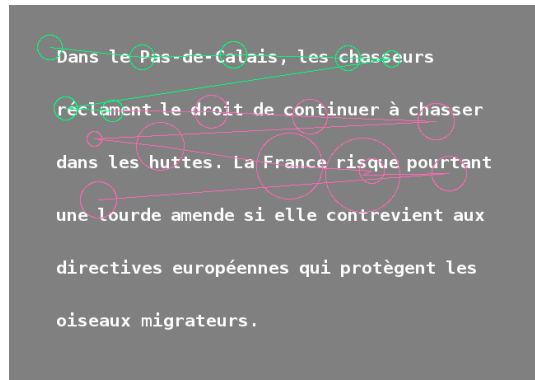 Dans le Pas-de-Calais, les chasseurs
réclament le droit de continuer à chasser
dans les huttes. La France risque pourtant
une lourde amende si elle contrevient aux
directives européennes qui protègent les
oiseaux migrateurs.